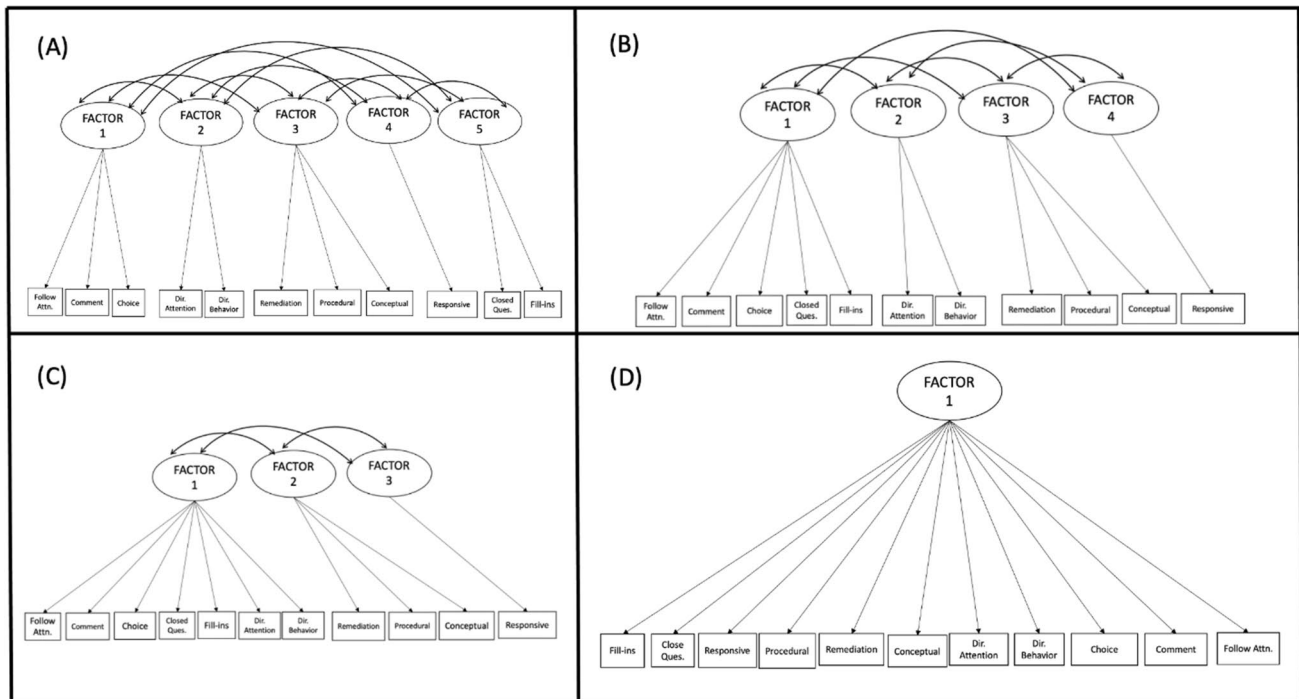 (A)
FACTOR
1
FACTOR
2
FACTOR
3
FACTOR
4
FACTOR
5
Follow
Attn.
Comment
Choice
Dir.
Attention
Dir.
Behavior
Remediation
Procedural
Conceptual
Responsive
Closed
Ques.
Fill-ins
(B)
FACTOR
1
FACTOR
2
FACTOR
3
FACTOR
4
Follow
Attn.
Comment
Choice
Closed
Ques.
Fill-ins
Dir.
Attention
Dir.
Behavior
Remediation
Procedural
Conceptual
Responsive
(C)
FACTOR
1
FACTOR
2
FACTOR
3
Follow
Attn.
Comment
Choice
Closed
Ques.
Fill-ins
Dir.
Attention
Dir.
Behavior
Remediation
Procedural
Conceptual
Responsive
(D)
FACTOR
1
Fill-ins
Close
Ques.
Responsive
Procedural
Remediation
Conceptual
Dir.
Attention
Dir.
Behavior
Choice
Comment
Follow Attn.